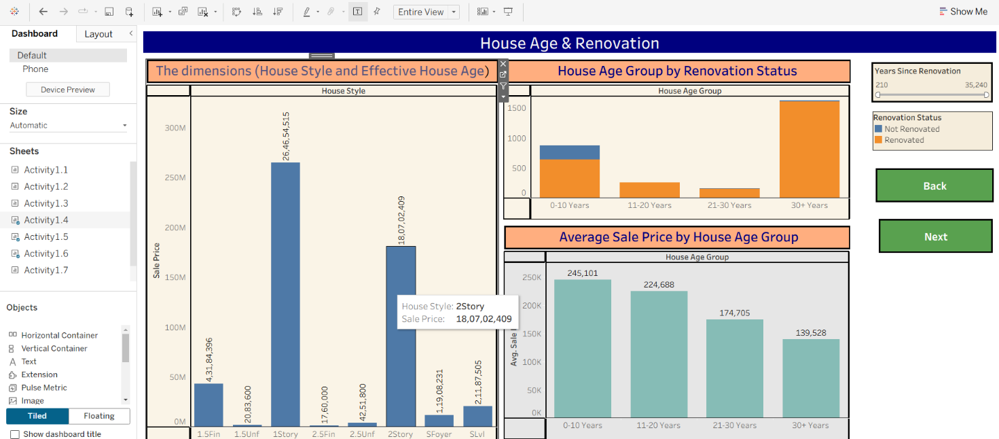 Entire View
Show Me
Dashboard
Layout
Default
Phone
Device Preview
Size
Automatic
Sheets
Activity1.1
Activity1.2
Activity1.3
Activity1.4
Activity1.5
Activity1.6
Activity1.7
Objects
Horizontal Container
Vertical Container
Text
Extension
Pulse Metric
Image
Tiled
Floating
Show dashboard title
House Age & Renovation
The dimensions (House Style and Effective House Age)
House Style
Sale Price
300M
250M
200M
150M
100M
50M
0M
4,31,84,396
20,83,600
26,46,54,515
17,60,000
42,51,800
18,07,02,409
1,19,08,231
2,11,87,505
1.5Fin
1.5Unf
1Story
2.5Fin
2.5Unf
2Story
SFoyer
SLvl
House Style: 2Story
Sale Price: 18,07,02,409
House Age Group by Renovation Status
House Age Group
1500
1000
500
0
0-10 Years
11-20 Years
21-30 Years
30+ Years
Average Sale Price by House Age Group
House Age Group
Avg. Sale
250K
200K
150K
100K
50K
0K
245,101
224,688
174,705
139,528
0-10 Years
11-20 Years
21-30 Years
30+ Years
Years Since Renovation
210
35,240
Renovation Status
Not Renovated
Renovated
Back
Next